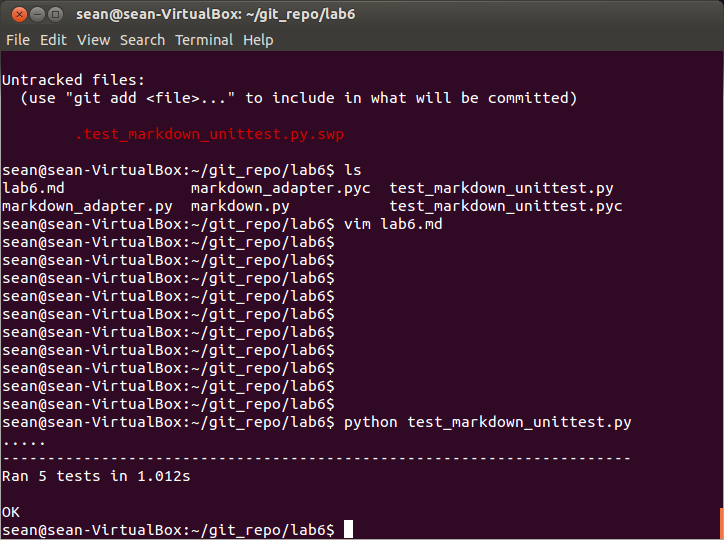 sean@sean-VirtualBox: ~/git_repo/lab6
File Edit View Search Terminal Help
Untracked files:
  (use "git add <file>..." to include in what will be committed)
        .test_markdown_unittest.py.swp
sean@sean-VirtualBox:~/git_repo/lab6$ ls
lab6.md              markdown_adapter.pyc  test_markdown_unittest.py
markdown_adapter.py  markdown.py           test_markdown_unittest.pyc
sean@sean-VirtualBox:~/git_repo/lab6$ vim lab6.md
sean@sean-VirtualBox:~/git_repo/lab6$
sean@sean-VirtualBox:~/git_repo/lab6$
sean@sean-VirtualBox:~/git_repo/lab6$
sean@sean-VirtualBox:~/git_repo/lab6$
sean@sean-VirtualBox:~/git_repo/lab6$
sean@sean-VirtualBox:~/git_repo/lab6$
sean@sean-VirtualBox:~/git_repo/lab6$
sean@sean-VirtualBox:~/git_repo/lab6$
sean@sean-VirtualBox:~/git_repo/lab6$
sean@sean-VirtualBox:~/git_repo/lab6$
sean@sean-VirtualBox:~/git_repo/lab6$ python test_markdown_unittest.py
.....
----------------------------------------------------------------------
Ran 5 tests in 1.012s
OK
sean@sean-VirtualBox:~/git_repo/lab6$